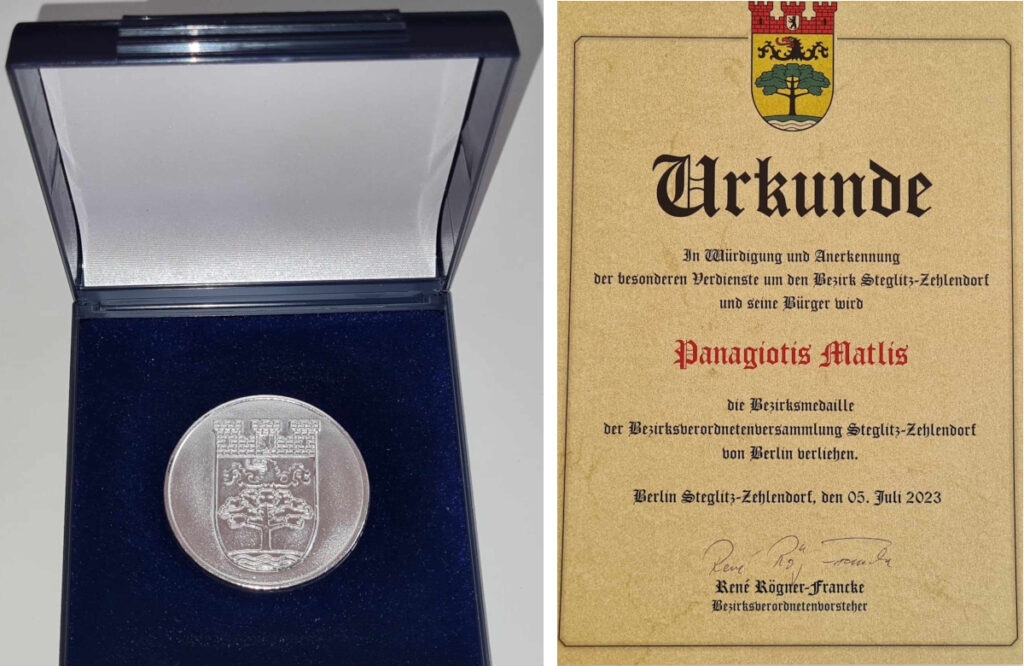 Urkunde
In Würdigung und Anerkennung
der besonderen Verdienste um den Bezirk Steglitz-Zehlendorf
und seine Bürger wird
Panagiotis Matlis
die Bezirksmedaille
der Bezirksverordnetenversammlung Steglitz-Zehlendorf
von Berlin verliehen.
Berlin Steglitz-Zehlendorf, den 05. Juli 2023
René Rögner-Francke
Bezirksverordnetenvorsteher